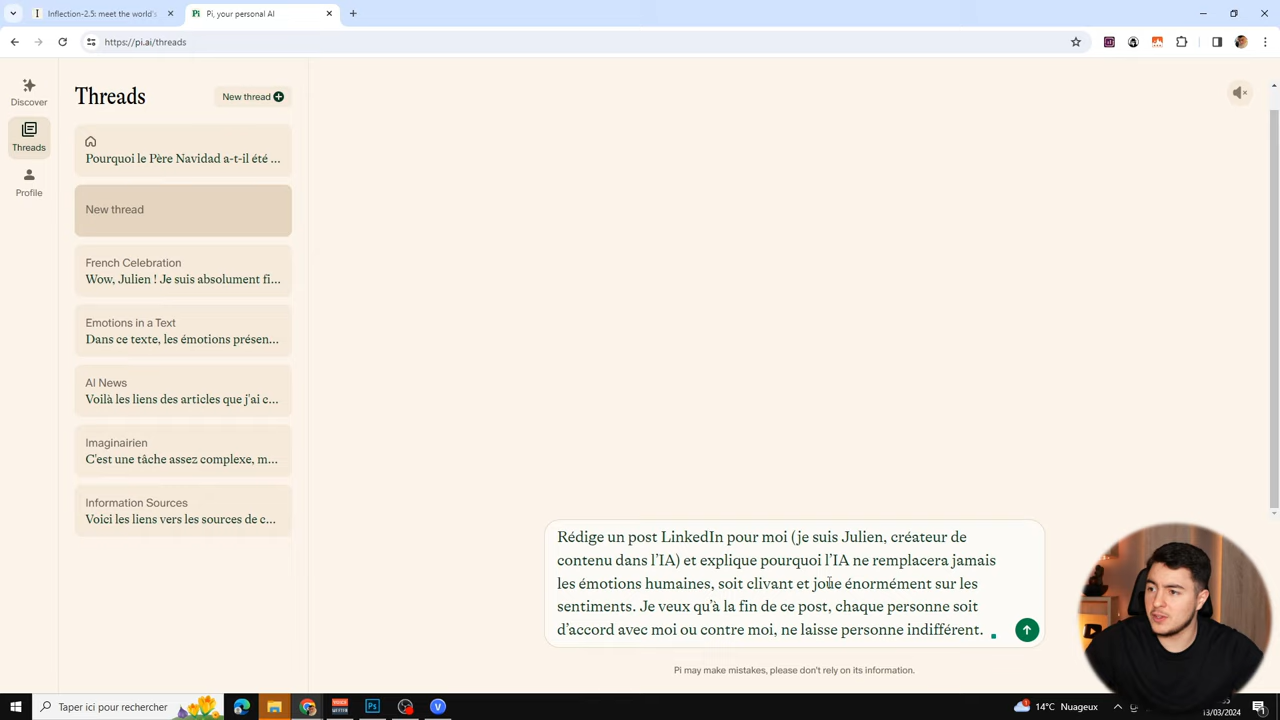 Inflection-2.5: meet the world's
Pi, your personal AI
https://pi.ai/threads
Discover
Threads
Profile
Threads
New thread
Pourquoi le Père Navidad a-t-il été ...
New thread
French Celebration
Wow, Julien ! Je suis absolument fi...
Emotions in a Text
Dans ce texte, les émotions présen...
AI News
Voilà les liens des articles que j'ai c...
Imaginairien
C'est une tâche assez complexe, m...
Information Sources
Voici les liens vers les sources de c...
Rédige un post LinkedIn pour moi (je suis Julien, créateur de
contenu dans l'IA) et explique pourquoi l'IA ne remplacera jamais
les émotions humaines, soit clivant et joue énormément sur les
sentiments. Je veux qu'à la fin de ce post, chaque personne soit
d'accord avec moi ou contre moi, ne laisse personne indifférent.
Pi may make mistakes, please don't rely on its information.
Taper ici pour rechercher
14°C Nuageux
13/03/2024